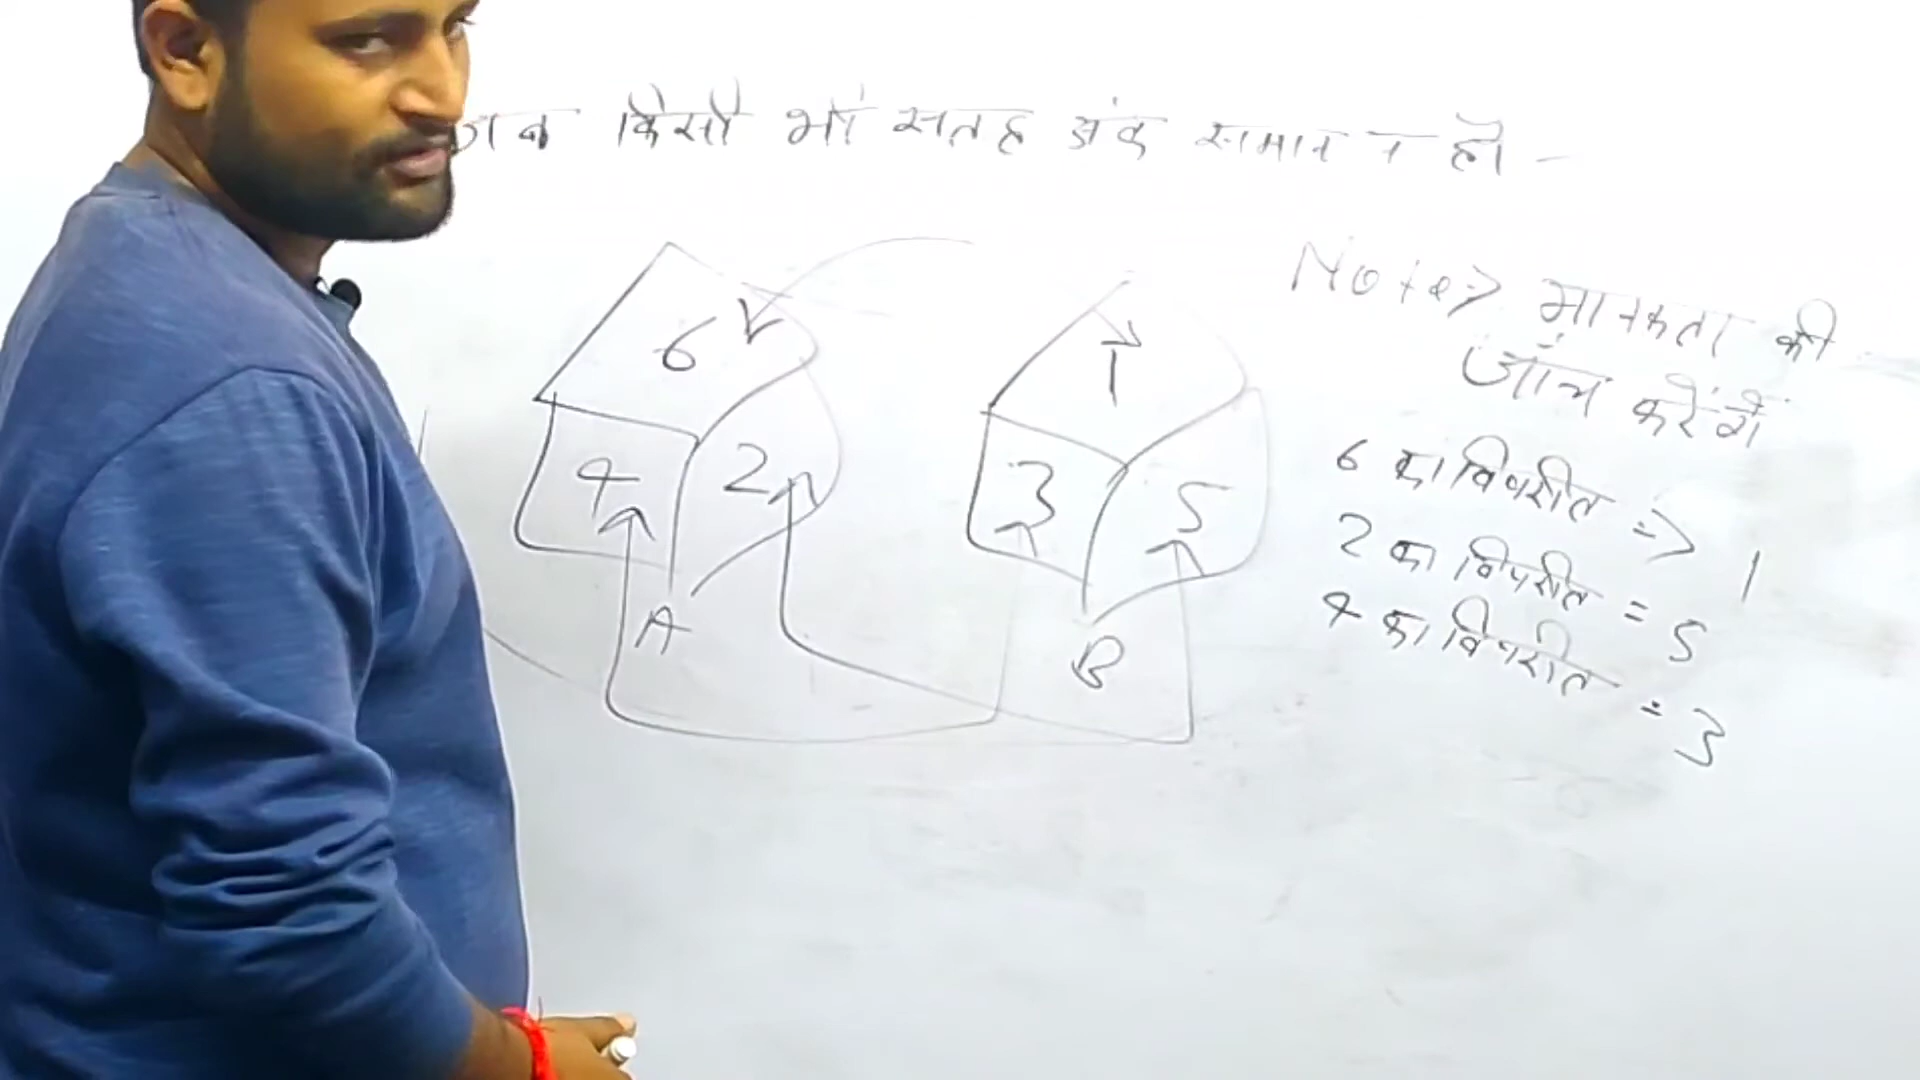 जब किसी भी सतह अंक समान न हो -
Note => मानकता की
जाँच करेंगें
6 का विपरीत => 1
2 का विपरीत = 5
4 का विपरीत = 3
6
4 2
A
1
3 5
B